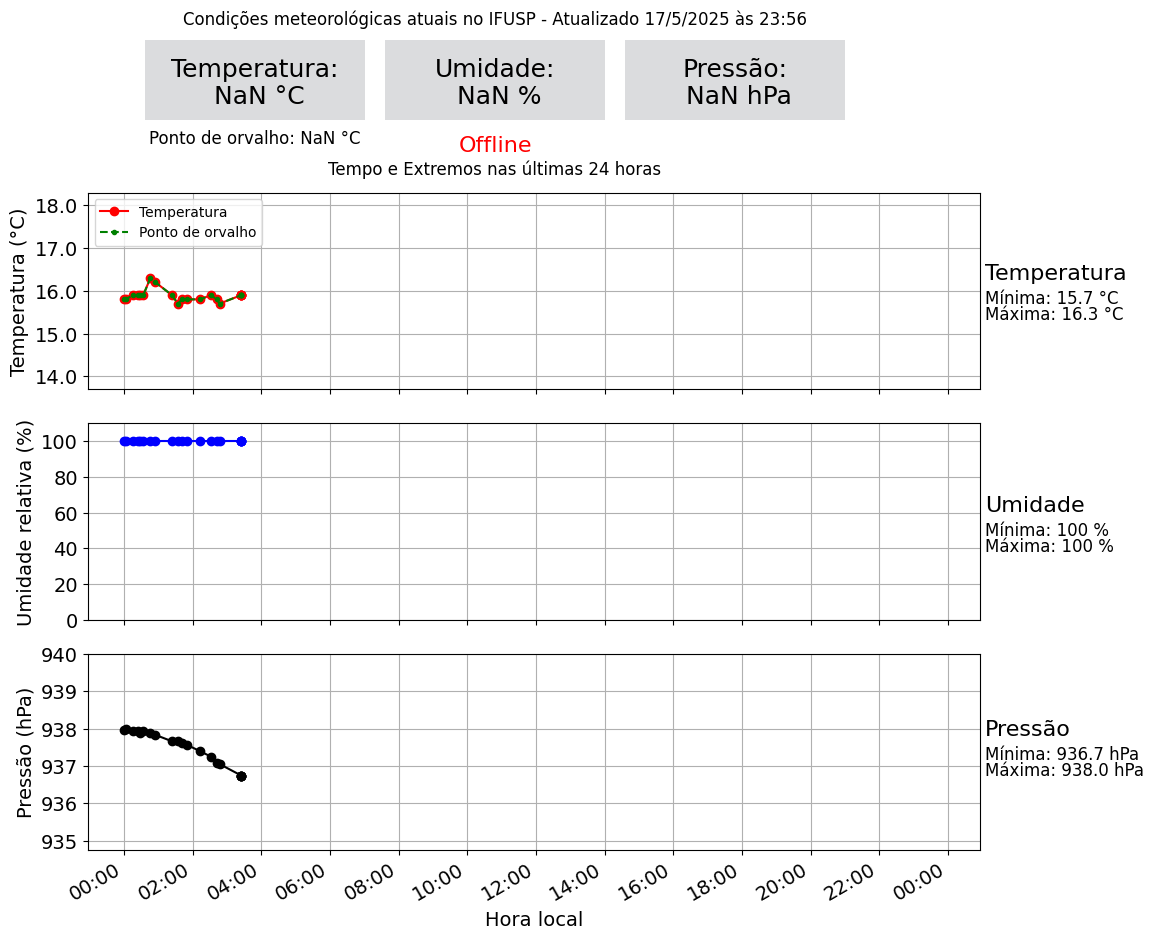 Condições meteorológicas atuais no IFUSP - Atualizado 17/5/2025 às 23:56
Temperatura:
NaN °C
Umidade:
NaN %
Pressão:
NaN hPa
Ponto de orvalho: NaN °C
Offline
Tempo e Extremos nas últimas 24 horas
Temperatura (°C)
18.0
17.0
16.0
15.0
14.0
Temperatura
Ponto de orvalho
Temperatura
Mínima: 15.7 °C
Máxima: 16.3 °C
Umidade relativa (%)
100
80
60
40
20
0
Umidade
Mínima: 100 %
Máxima: 100 %
Pressão (hPa)
940
939
938
937
936
935
Pressão
Mínima: 936.7 hPa
Máxima: 938.0 hPa
00:00 02:00 04:00 06:00 08:00 10:00 12:00 14:00 16:00 18:00 20:00 22:00 00:00
Hora local